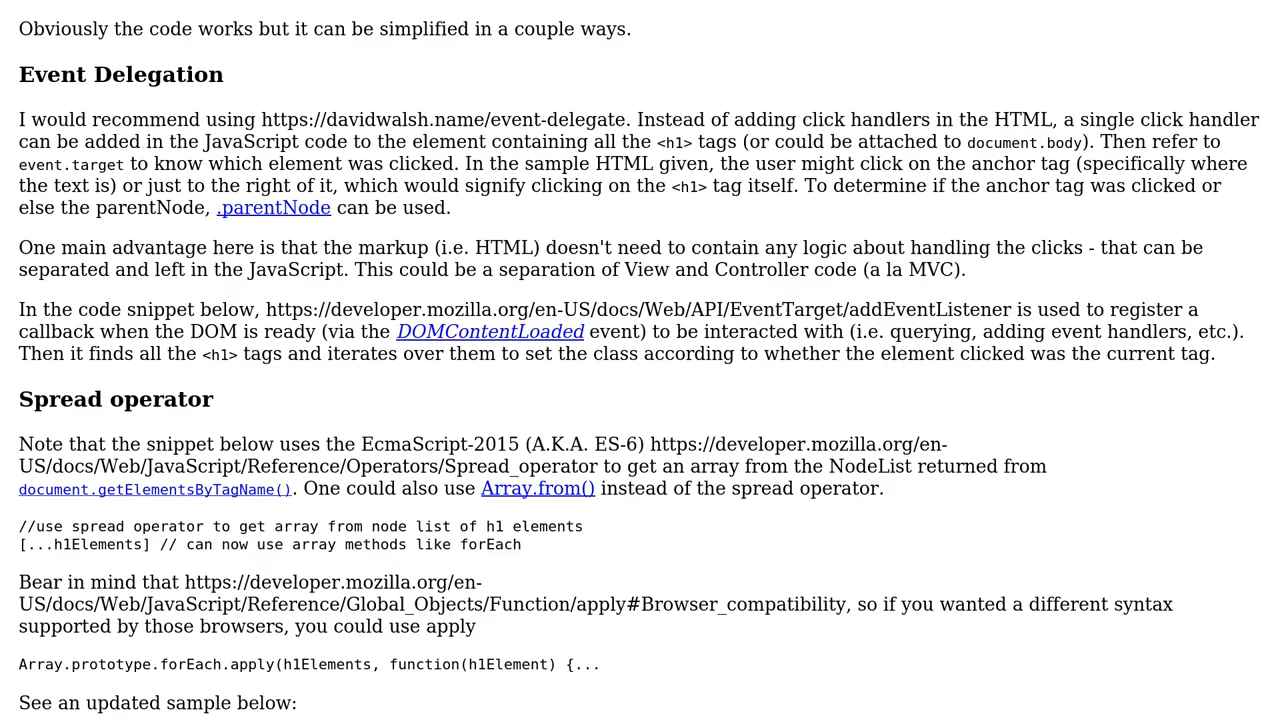 Obviously the code works but it can be simplified in a couple ways.
Event Delegation
I would recommend using https://davidwalsh.name/event-delegate. Instead of adding click handlers in the HTML, a single click handler
can be added in the JavaScript code to the element containing all the <h1> tags (or could be attached to document.body). Then refer to
event.target to know which element was clicked. In the sample HTML given, the user might click on the anchor tag (specifically where
the text is) or just to the right of it, which would signify clicking on the <h1> tag itself. To determine if the anchor tag was clicked or
else the parentNode, .parentNode can be used.
One main advantage here is that the markup (i.e. HTML) doesn't need to contain any logic about handling the clicks - that can be
separated and left in the JavaScript. This could be a separation of View and Controller code (a la MVC).
In the code snippet below, https://developer.mozilla.org/en-US/docs/Web/API/EventTarget/addEventListener is used to register a
callback when the DOM is ready (via the DOMContentLoaded event) to be interacted with (i.e. querying, adding event handlers, etc.).
Then it finds all the <h1> tags and iterates over them to set the class according to whether the element clicked was the current tag.
Spread operator
Note that the snippet below uses the EcmaScript-2015 (A.K.A. ES-6) https://developer.mozilla.org/en-
US/docs/Web/JavaScript/Reference/Operators/Spread_operator to get an array from the NodeList returned from
document.getElementsByTagName(). One could also use Array.from() instead of the spread operator.
//use spread operator to get array from node list of h1 elements
[...h1Elements] // can now use array methods like forEach
Bear in mind that https://developer.mozilla.org/en-
US/docs/Web/JavaScript/Reference/Global_Objects/Function/apply#Browser_compatibility, so if you wanted a different syntax
supported by those browsers, you could use apply
Array.prototype.forEach.apply(h1Elements, function(h1Element) {...
See an updated sample below: